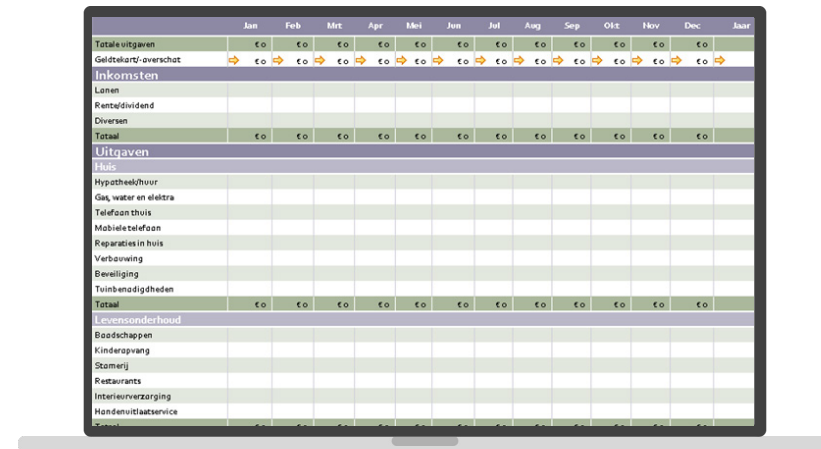 Jan Feb Mrt Apr Mei Jun Jul Aug Sep Okt Nov Dec Jaar
Totale uitgaven €0 €0 €0 €0 €0 €0 €0 €0 €0 €0 €0 €0
Geldtekort/-overschot €0 €0 €0 €0 €0 €0 €0 €0 €0 €0 €0 €0
Inkomsten
Lonen
Rente/dividend
Diversen
Totaal €0 €0 €0 €0 €0 €0 €0 €0 €0 €0 €0 €0
Uitgaven
Huis
Hypotheek/huur
Gas, water en elektra
Telefoon thuis
Mobiele telefoon
Reparaties in huis
Verbouwing
Beveiliging
Tuinbenodigdheden
Totaal €0 €0 €0 €0 €0 €0 €0 €0 €0 €0 €0 €0
Levensonderhoud
Boodschappen
Kinderopvang
Stomerij
Restaurants
Interieurverzorging
Hondenuitlaatservice